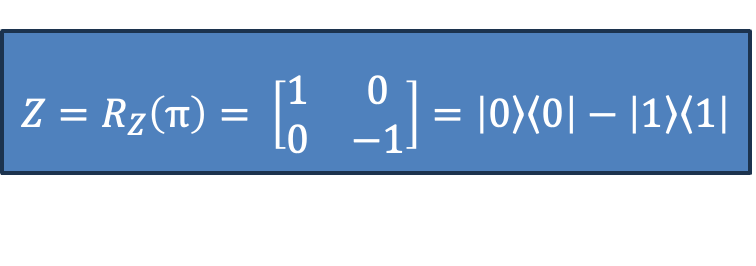 Z = R_Z(π) = [1 0; 0 −1] = |0⟩⟨0| − |1⟩⟨1|